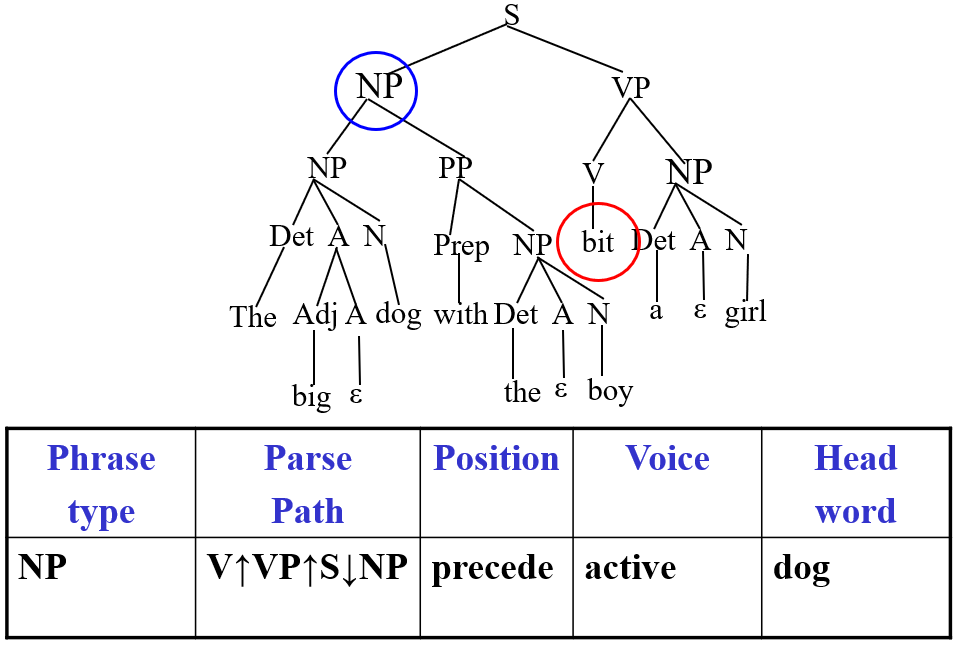 S
NP VP
NP PP V NP
Det A N Prep NP bit Det A N
The Adj A dog with Det A N a ε girl
big ε the ε boy
Phrase type Parse Path Position Voice Head word
NP V↑VP↑S↓NP precede active dog